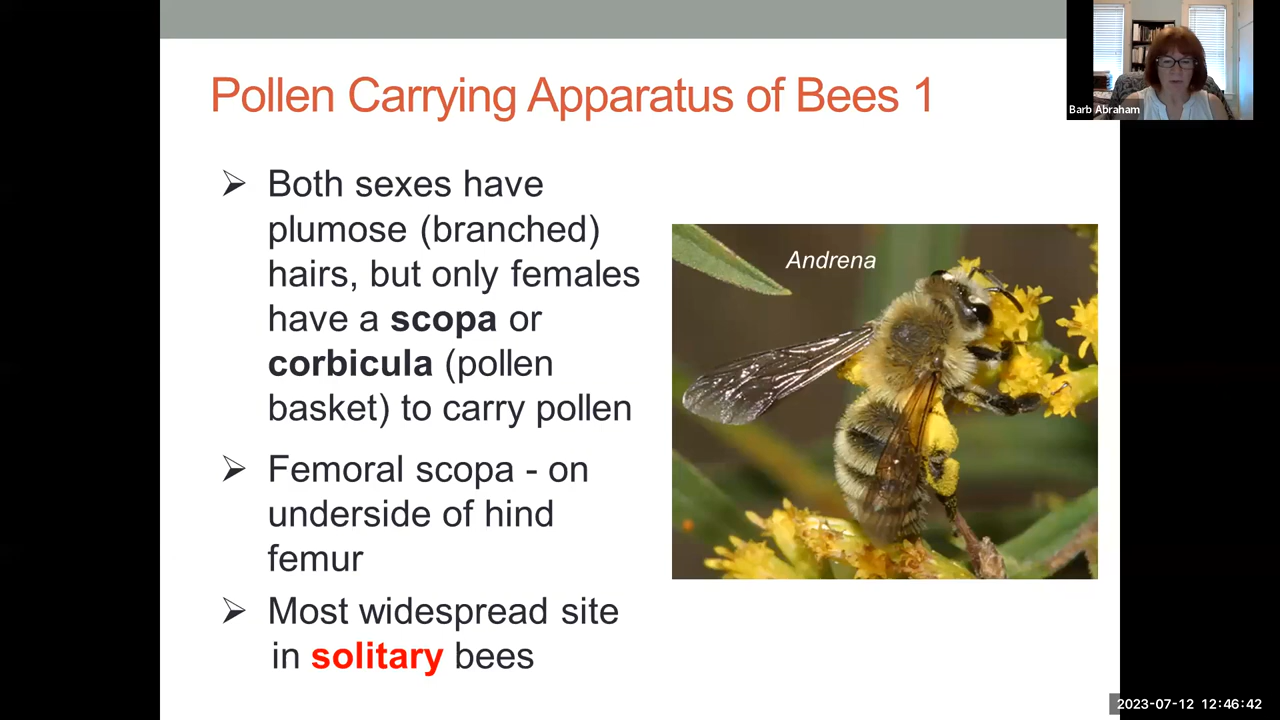 Pollen Carrying Apparatus of Bees 1
Barb Abraham
➢ Both sexes have
plumose (branched)
hairs, but only females
have a scopa or
corbicula (pollen
basket) to carry pollen
Andrena
➢ Femoral scopa - on
underside of hind
femur
➢ Most widespread site
in solitary bees
2023-07-12 12:46:42